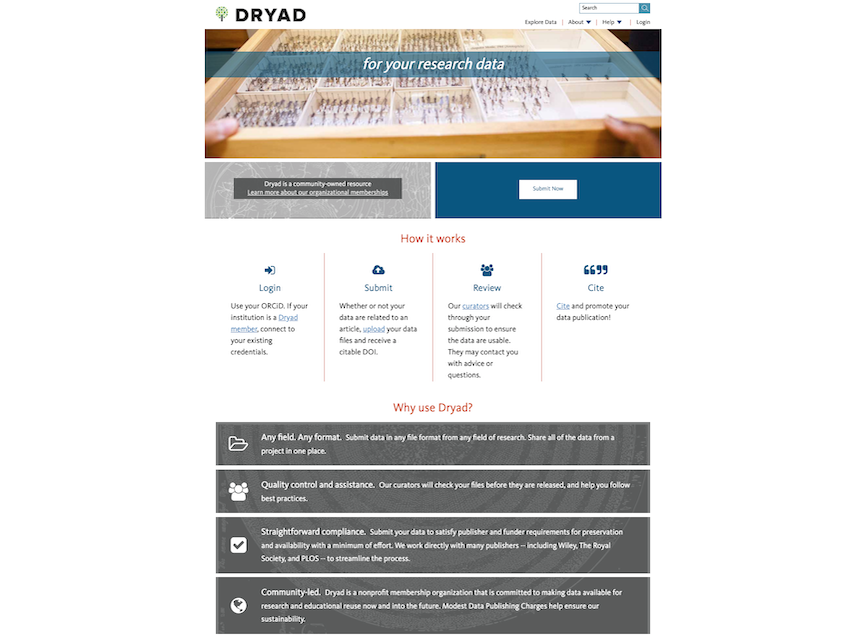 DRYAD
Search
Explore Data | About | Help | Login
for your research data
Dryad is a community-owned resource
Learn more about our organizational memberships
Submit Now
How it works
Login
Use your ORCiD. If your
institution is a Dryad
member, connect to
your existing
credentials.
Submit
Whether or not your
data are related to an
article, upload your data
files and receive a
citable DOI.
Review
Our curators will check
through your
submission to ensure
the data are usable.
They may contact you
with advice or
questions.
Cite
Cite and promote your
data publication!
Why use Dryad?
Any field. Any format. Submit data in any file format from any field of research. Share all of the data from a
project in one place.
Quality control and assistance. Our curators will check your files before they are released, and help you follow
best practices.
Straightforward compliance. Submit your data to satisfy publisher and funder requirements for preservation
and availability with a minimum of effort. We work directly with many publishers -- including Wiley, The Royal
Society, and PLOS -- to streamline the process.
Community-led. Dryad is a nonprofit membership organization that is committed to making data available for
research and educational reuse now and into the future. Modest Data Publishing Charges help ensure our
sustainability.